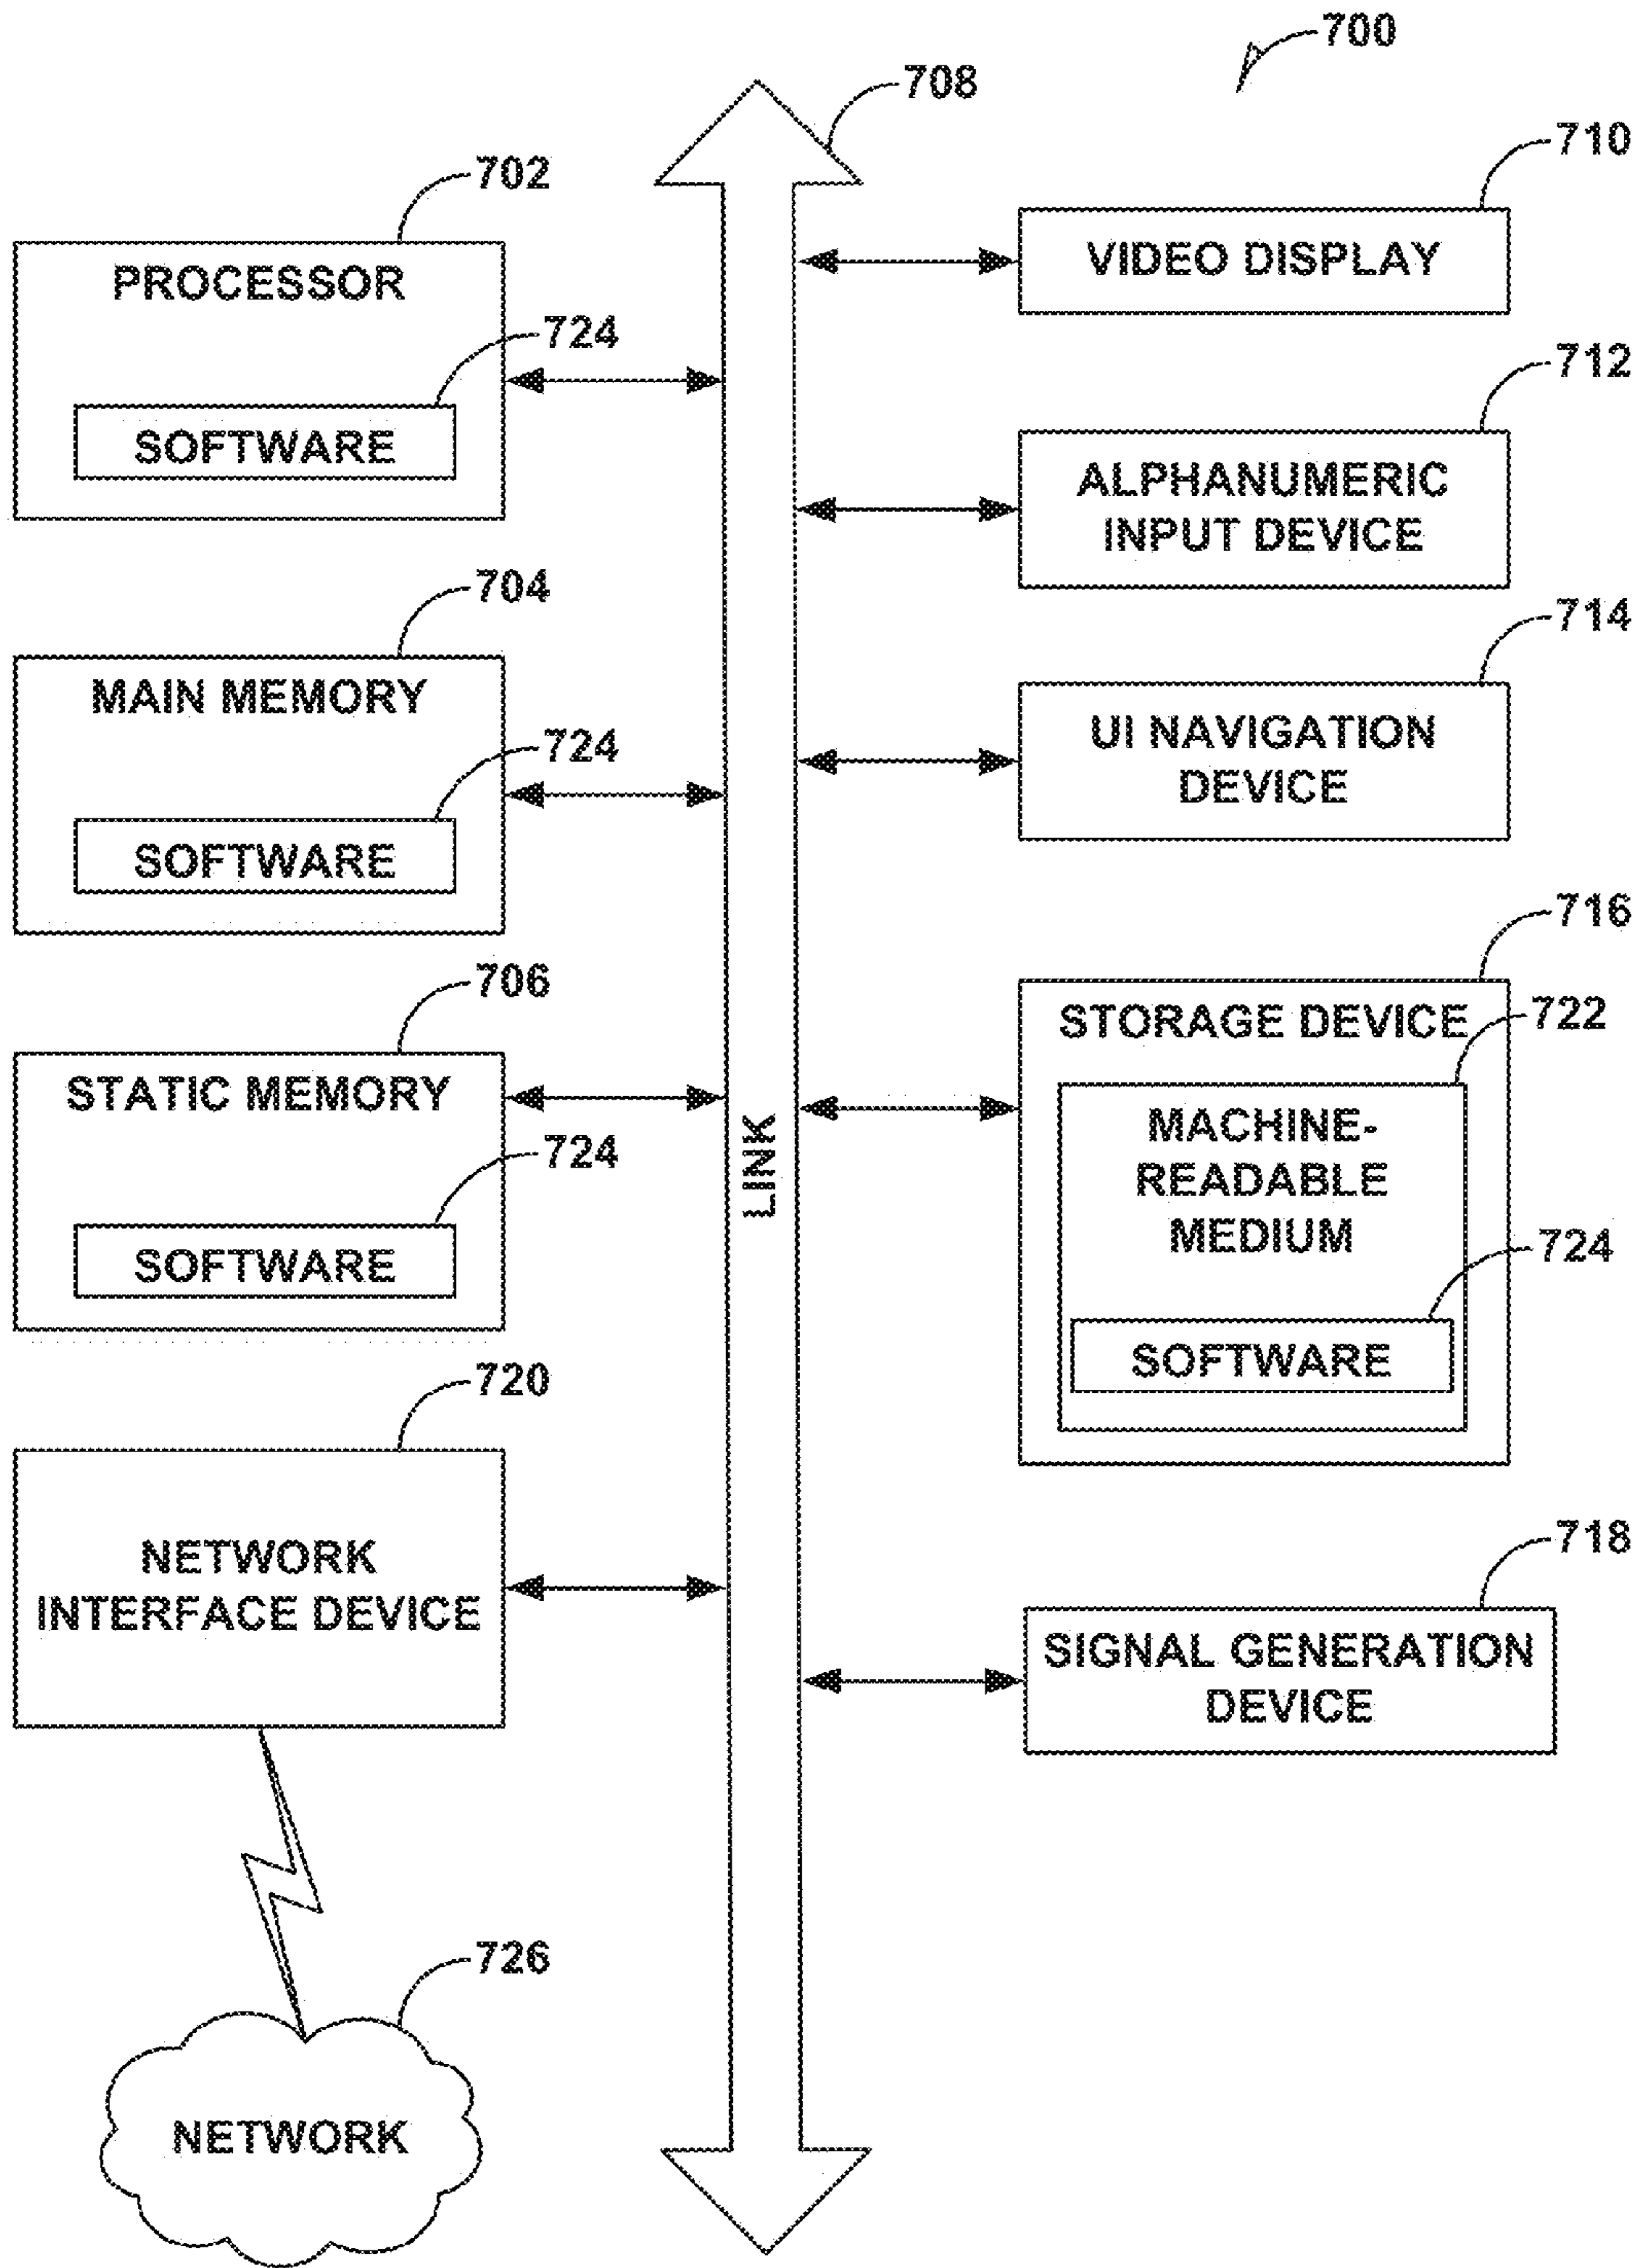 700
708
702
PROCESSOR
724
SOFTWARE
704
MAIN MEMORY
724
SOFTWARE
706
STATIC MEMORY
724
SOFTWARE
720
NETWORK
INTERFACE DEVICE
726
NETWORK
LINK
710
VIDEO DISPLAY
712
ALPHANUMERIC
INPUT DEVICE
714
UI NAVIGATION
DEVICE
716
STORAGE DEVICE
722
MACHINE-
READABLE
MEDIUM
724
SOFTWARE
718
SIGNAL GENERATION
DEVICE